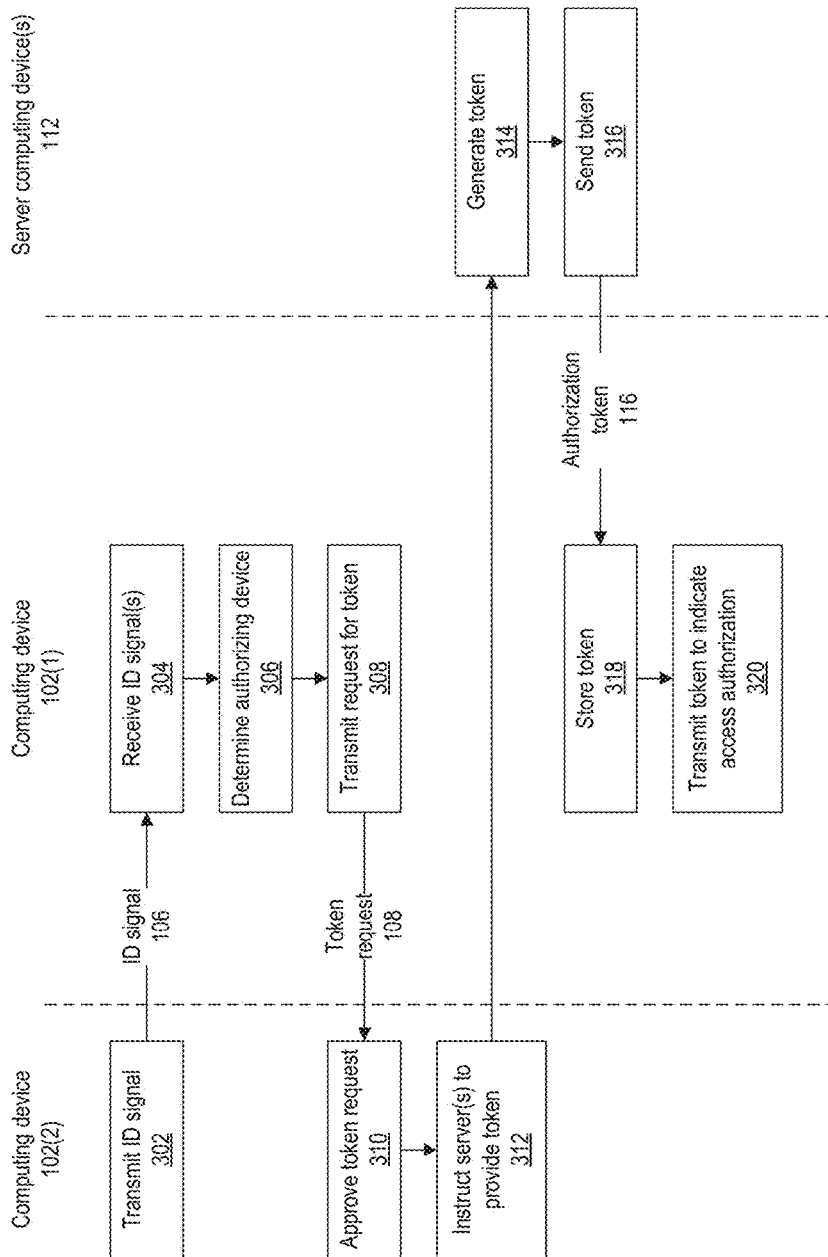 Computing device
102(2)
Computing device
102(1)
Server computing device(s)
112
Transmit ID signal
302
ID signal
106
Receive ID signal(s)
304
Determine authorizing device
306
Transmit request for token
308
Token
request
108
Approve token request
310
Instruct server(s) to
provide token
312
Generate token
314
Send token
316
Authorization
token
116
Store token
318
Transmit token to indicate
access authorization
320